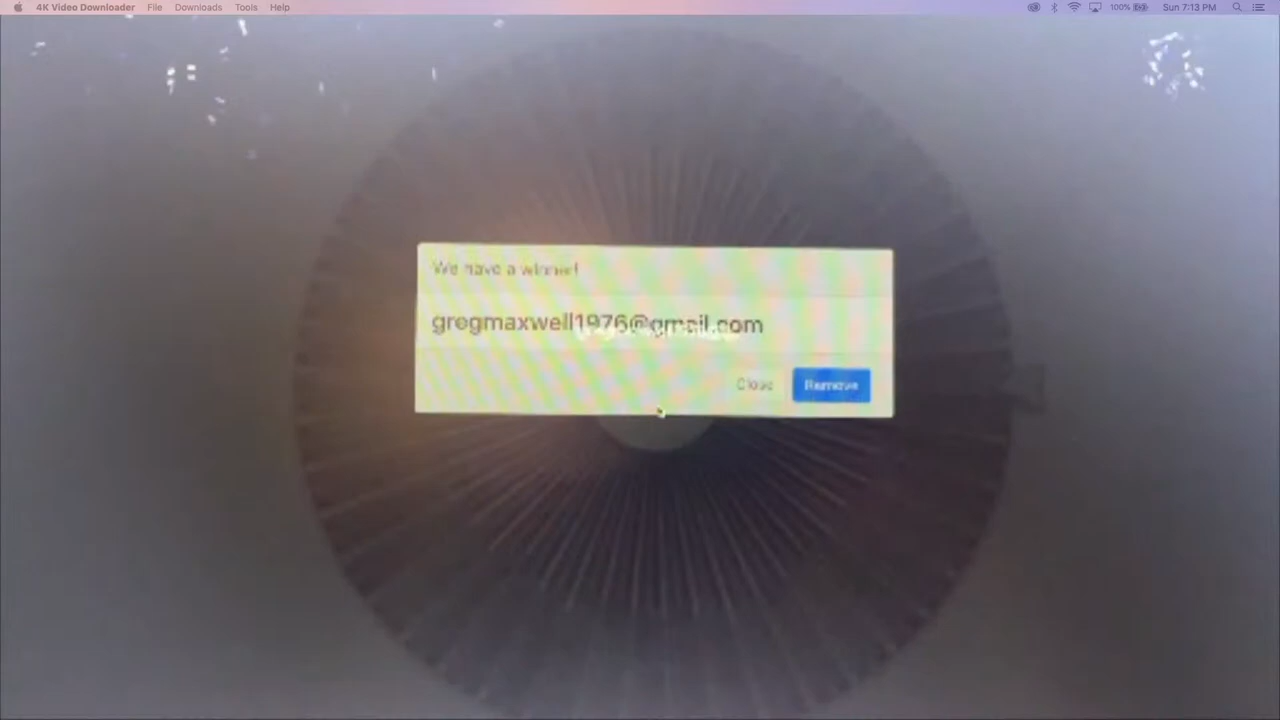 4K Video Downloader File Downloads Tools Help 100% Sun 7:13 PM
We have a winner!
gregmaxwell1976@gmail.com
Close Remove